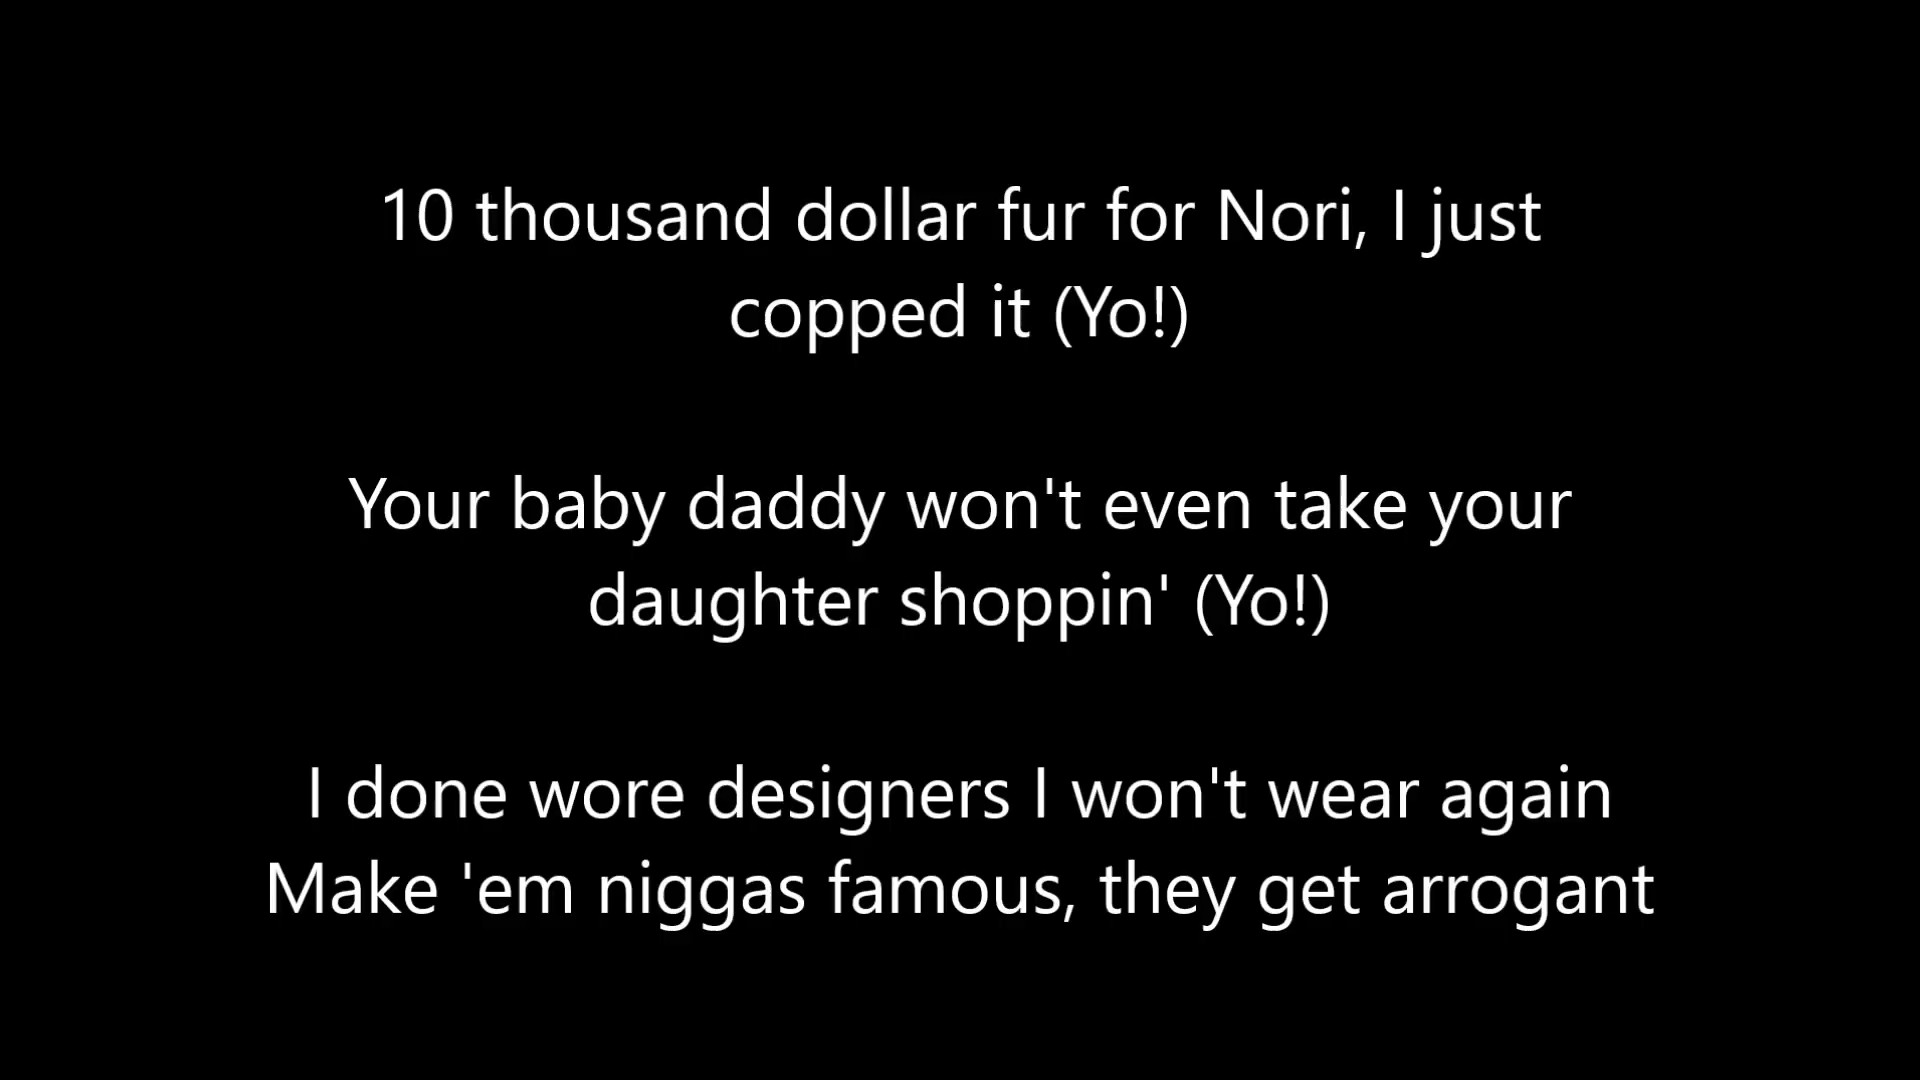 10 thousand dollar fur for Nori, I just
copped it (Yo!)
Your baby daddy won't even take your
daughter shoppin' (Yo!)
I done wore designers I won't wear again
Make 'em niggas famous, they get arrogant